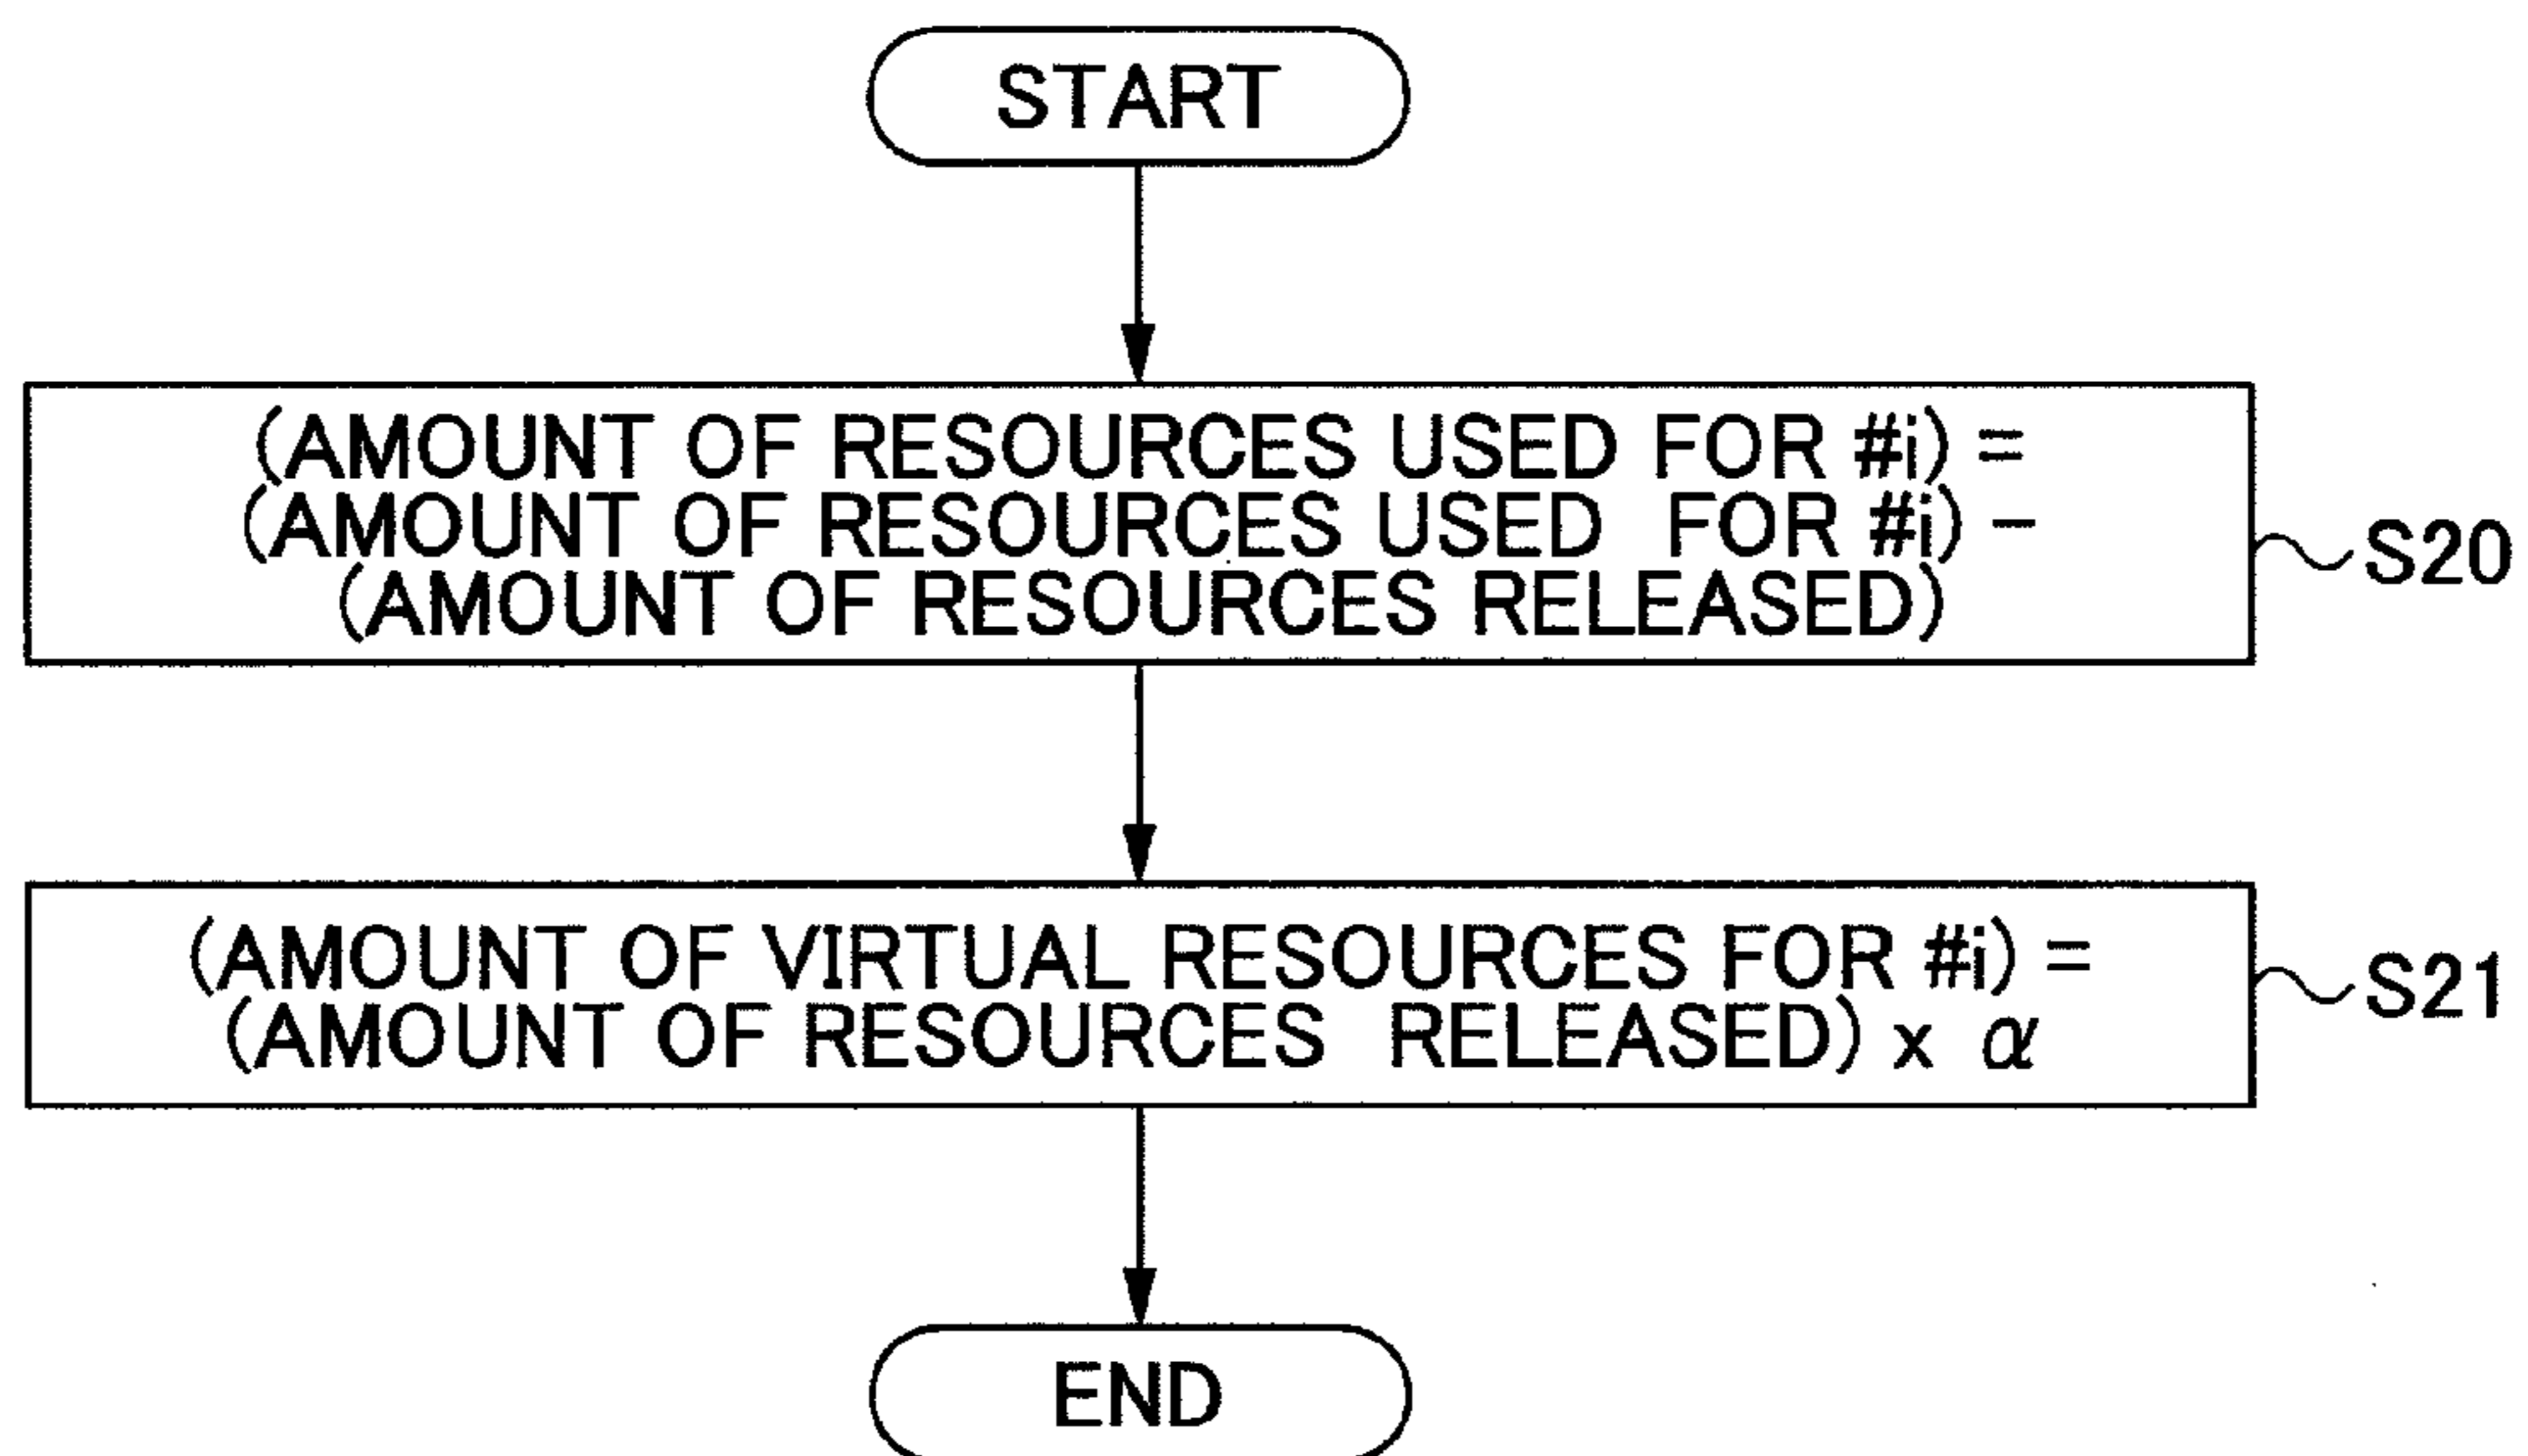 START
(AMOUNT OF RESOURCES USED FOR #i) =
(AMOUNT OF RESOURCES USED FOR #i) −
(AMOUNT OF RESOURCES RELEASED)
S20
(AMOUNT OF VIRTUAL RESOURCES FOR #i) =
(AMOUNT OF RESOURCES RELEASED) x α
S21
END